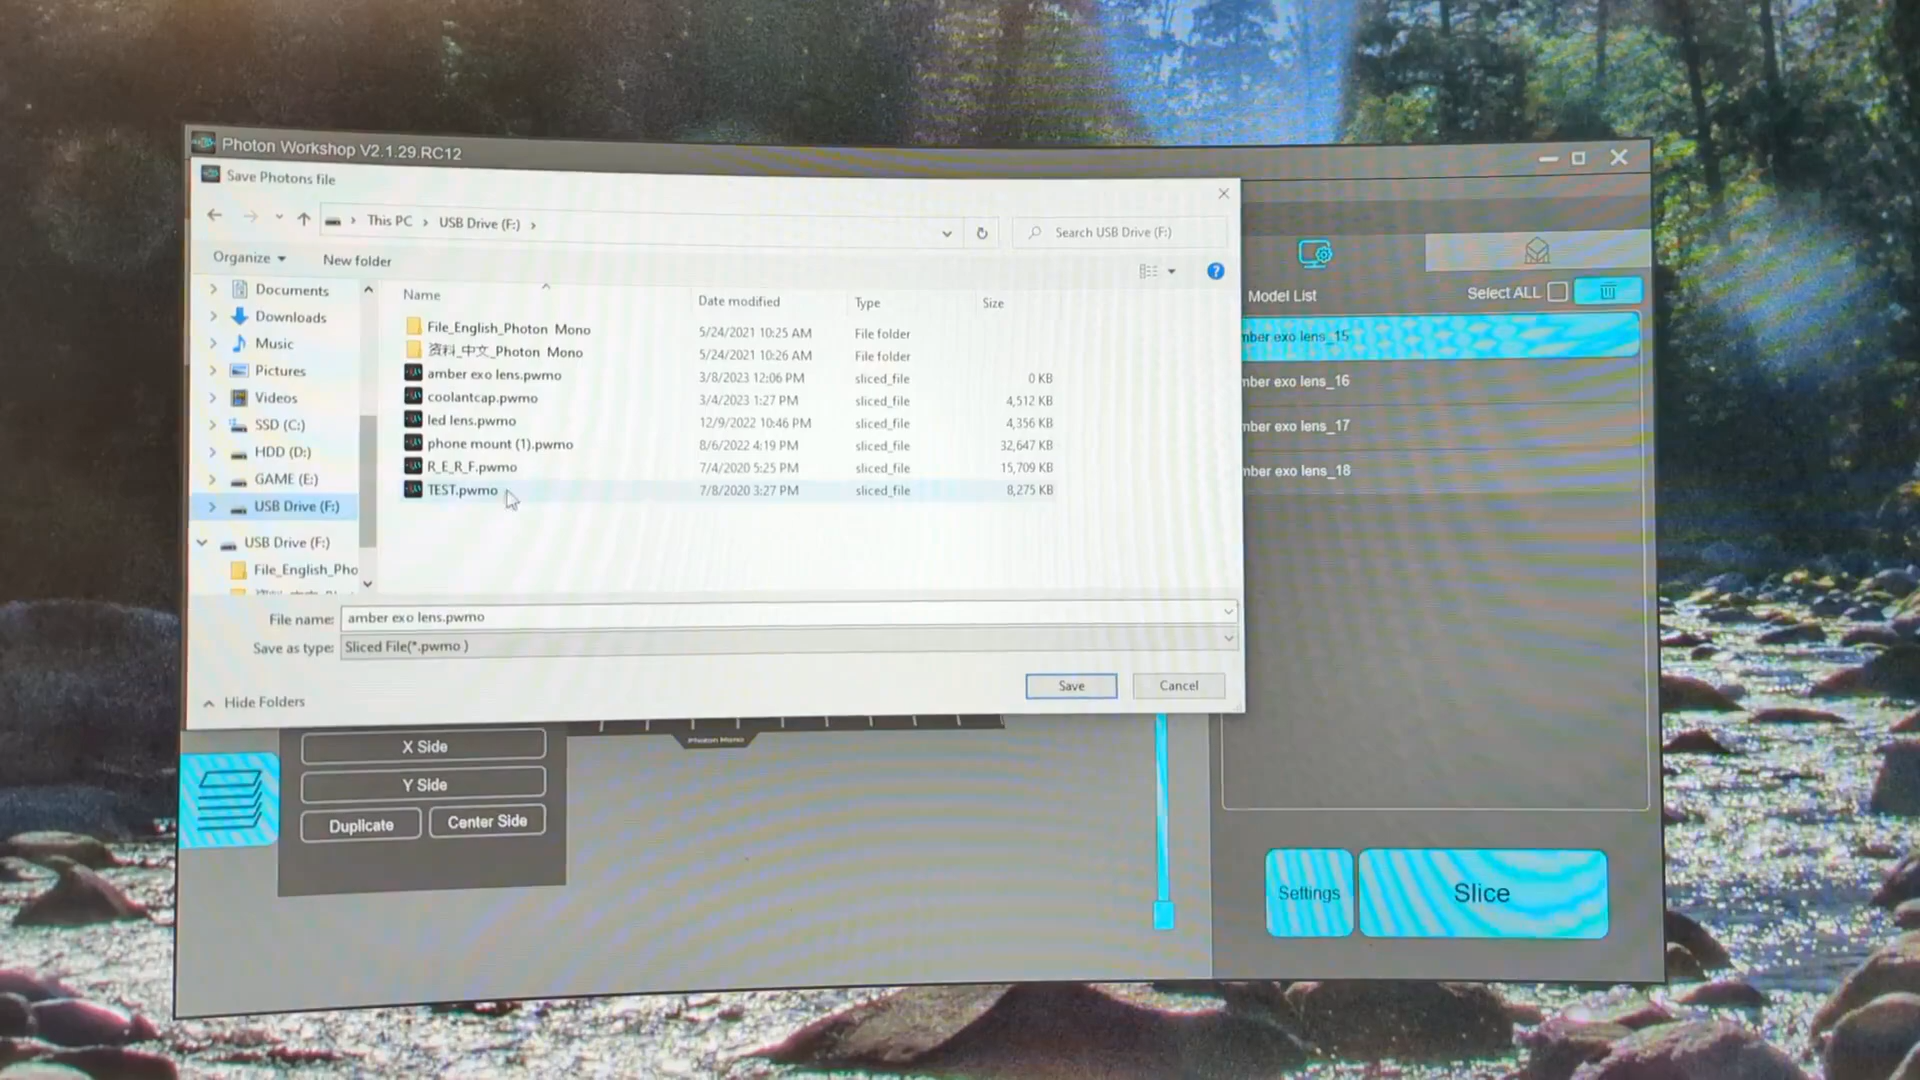 Photon Workshop V2.1.29.RC12
Save Photons file
This PC > USB Drive (F:) >
Search USB Drive (F:)
Organize
New folder
Documents
Downloads
Music
Pictures
Videos
SSD (C:)
HDD (D:)
GAME (E:)
USB Drive (F:)
USB Drive (F:)
File_English_Pho
Name Date modified Type Size
File_English_Photon Mono 5/24/2021 10:25 AM File folder
资料_中文_Photon Mono 5/24/2021 10:26 AM File folder
amber exo lens.pwmo 3/8/2023 12:06 PM sliced_file 0 KB
coolantcap.pwmo 3/4/2023 1:27 PM sliced_file 4,512 KB
led lens.pwmo 12/9/2022 10:46 PM sliced_file 4,356 KB
phone mount (1).pwmo 8/6/2022 4:19 PM sliced_file 32,647 KB
R_E_R_F.pwmo 7/4/2020 5:25 PM sliced_file 15,709 KB
TEST.pwmo 7/8/2020 3:27 PM sliced_file 8,275 KB
File name: amber exo lens.pwmo
Save as type: Sliced File(*.pwmo )
Hide Folders
Save
Cancel
Model List
Select ALL
mber exo lens_15
mber exo lens_16
mber exo lens_17
mber exo lens_18
X Side
Y Side
Duplicate
Center Side
Photon Mono
Settings
Slice